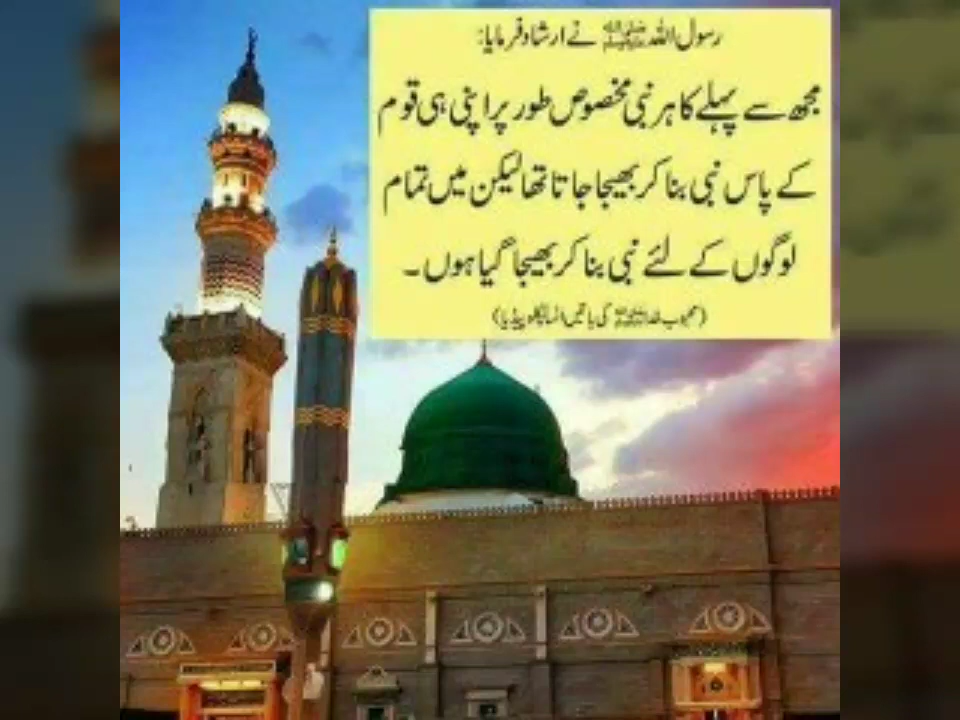 رسول اللہ ﷺ نے ارشاد فرمایا:
مجھ سے پہلے کا ہر نبی مخصوص طور پر اپنی ہی قوم
کے پاس نبی بنا کر بھیجا جاتا تھا لیکن میں تمام
لوگوں کے لئے نبی بنا کر بھیجا گیا ہوں۔
(محبوب خدا ﷺ کی باتیں انسائیکلوپیڈیا)